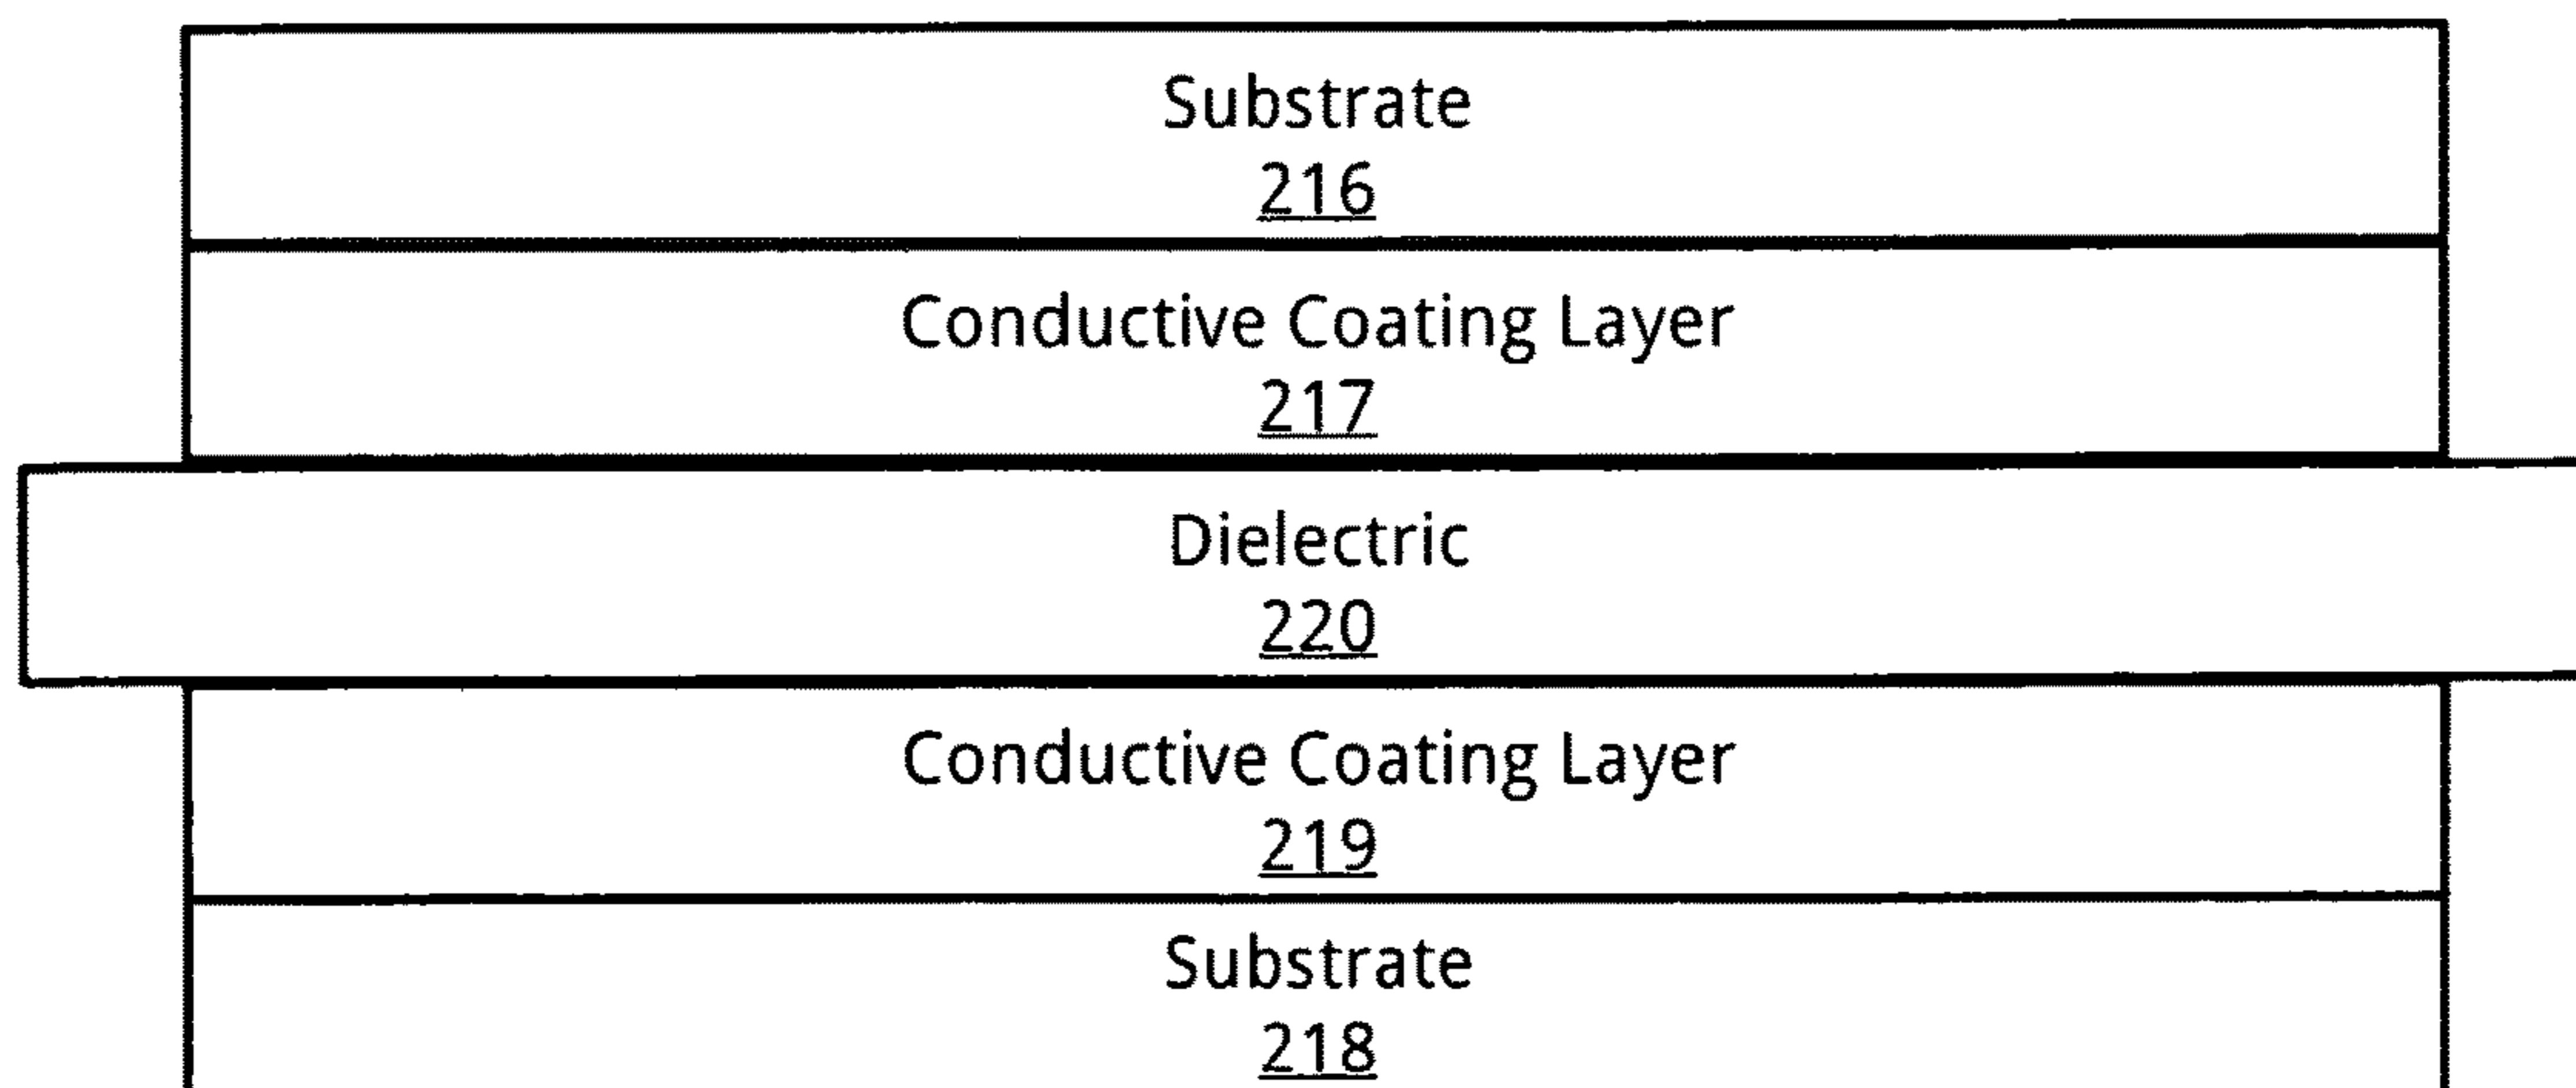 Substrate
216
Conductive Coating Layer
217
Dielectric
220
Conductive Coating Layer
219
Substrate
218